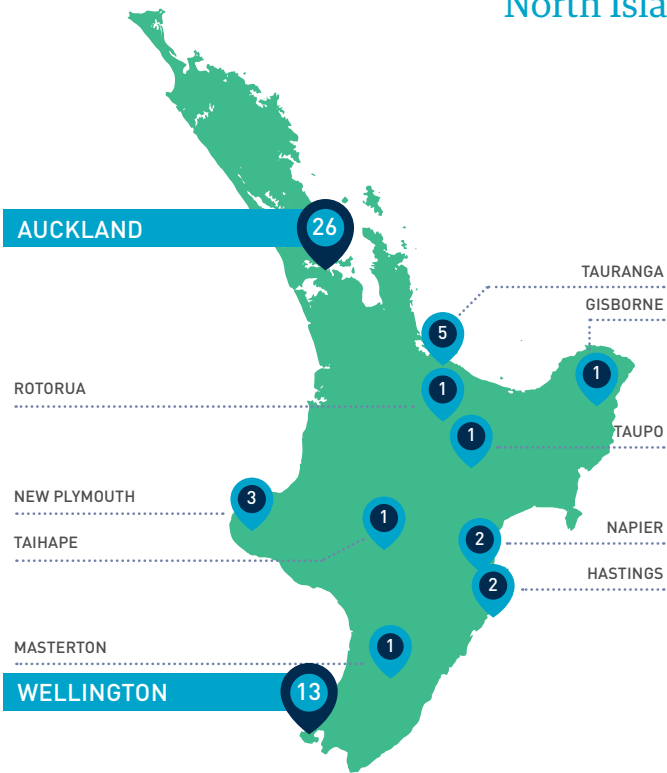 North Isla
AUCKLAND
26
TAURANGA
GISBORNE
5
1
ROTORUA
1
1
TAUPO
NEW PLYMOUTH
3
1
TAIHAPE
NAPIER
2
HASTINGS
2
MASTERTON
1
WELLINGTON
13